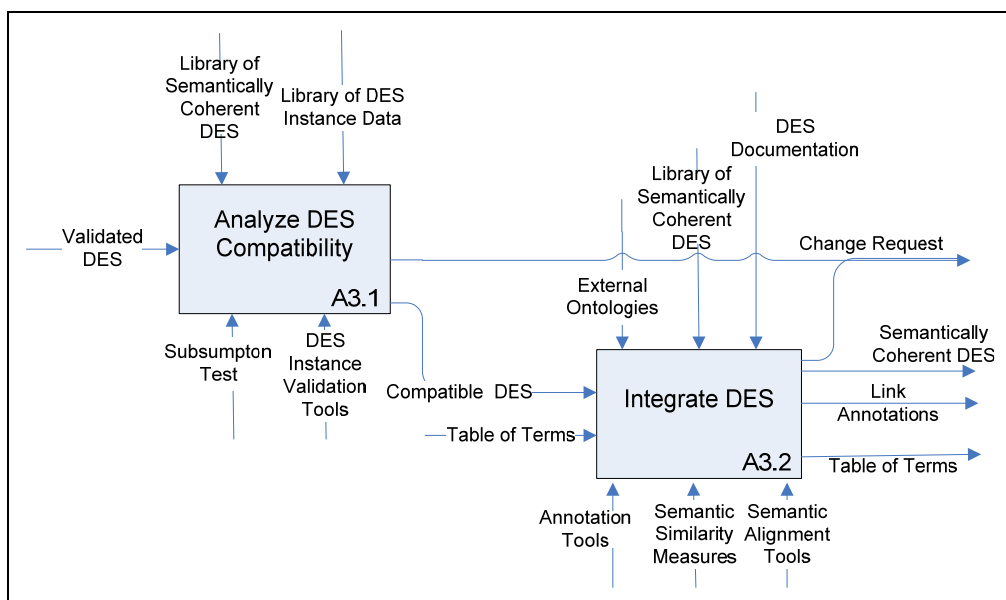 Library of
Semantically
Coherent
DES
Library of DES
Instance Data
DES
Documentation
Library of
Semantically
Coherent
DES
Validated
DES
Analyze DES
Compatibility
A3.1
Change Request
External
Ontologies
Subsumpton
Test
DES
Instance
Validation
Tools
Semantically
Coherent DES
Compatible DES
Integrate DES
A3.2
Link
Annotations
Table of Terms
Table of Terms
Annotation
Tools
Semantic
Similarity
Measures
Semantic
Alignment
Tools